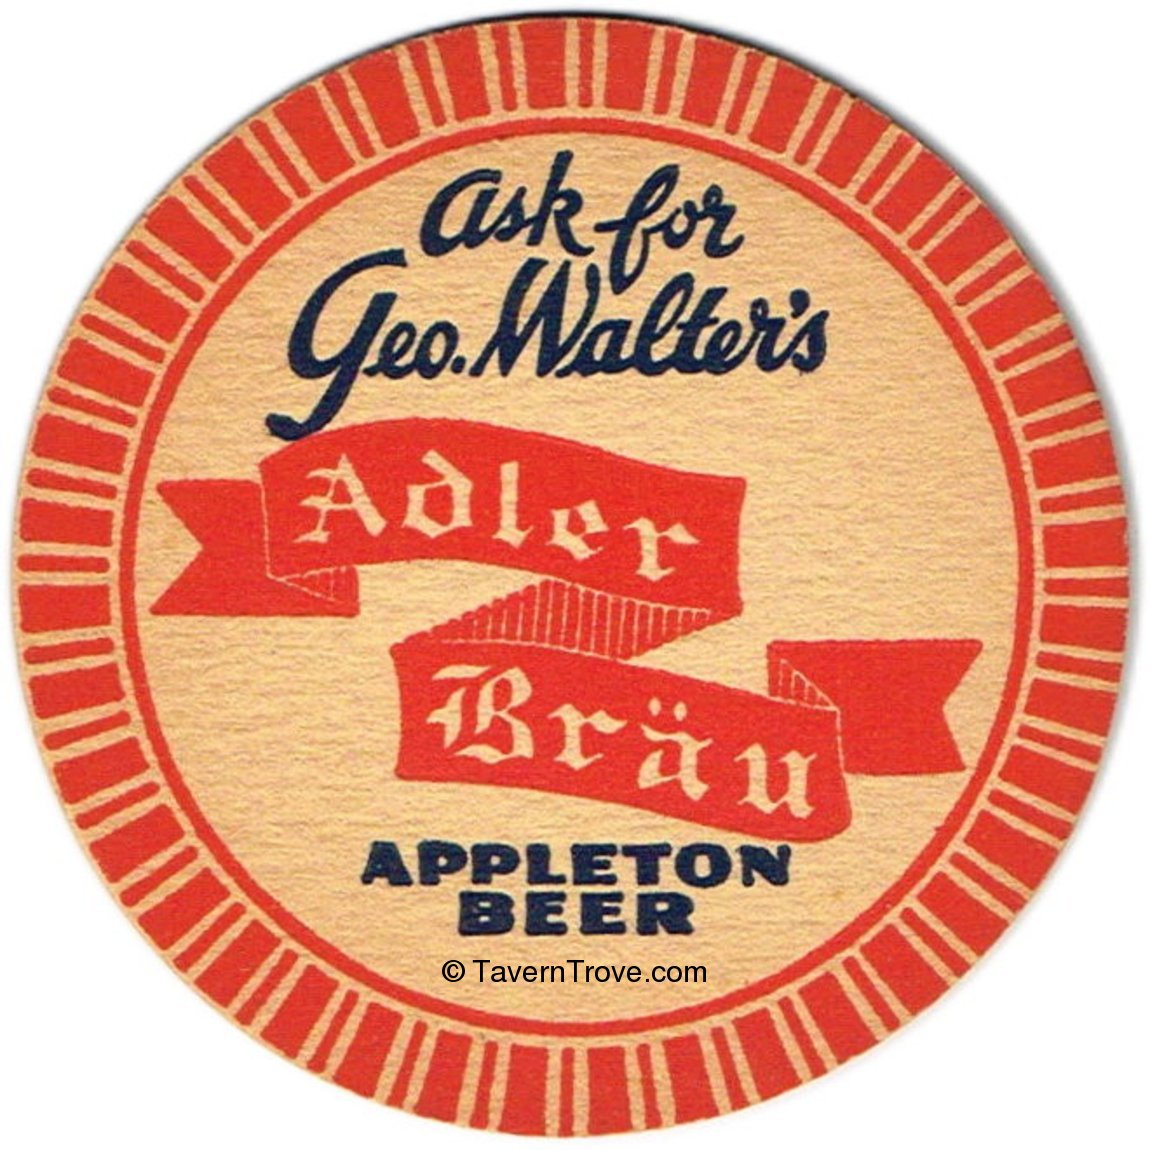 Ask for
Geo. Walter's
Adler
Bräu
APPLETON
BEER
© TavernTrove.com